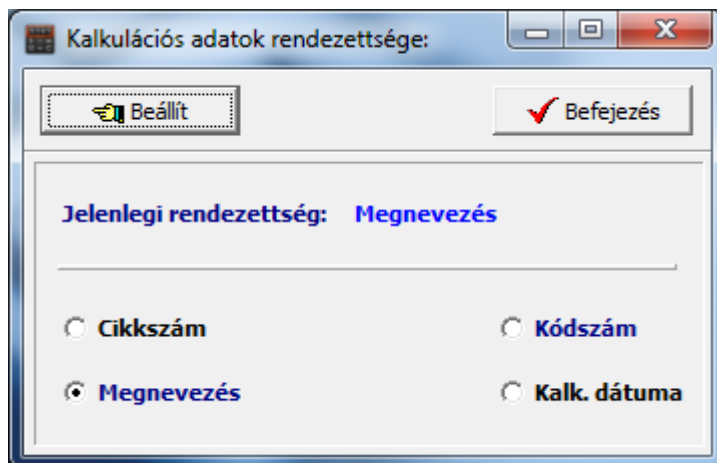 Kalkulációs adatok rendezettsége:
Beállít Befejezés
Jelenlegi rendezettség: Megnevezés
Cikkszám Kódszám
Megnevezés Kalk. dátuma